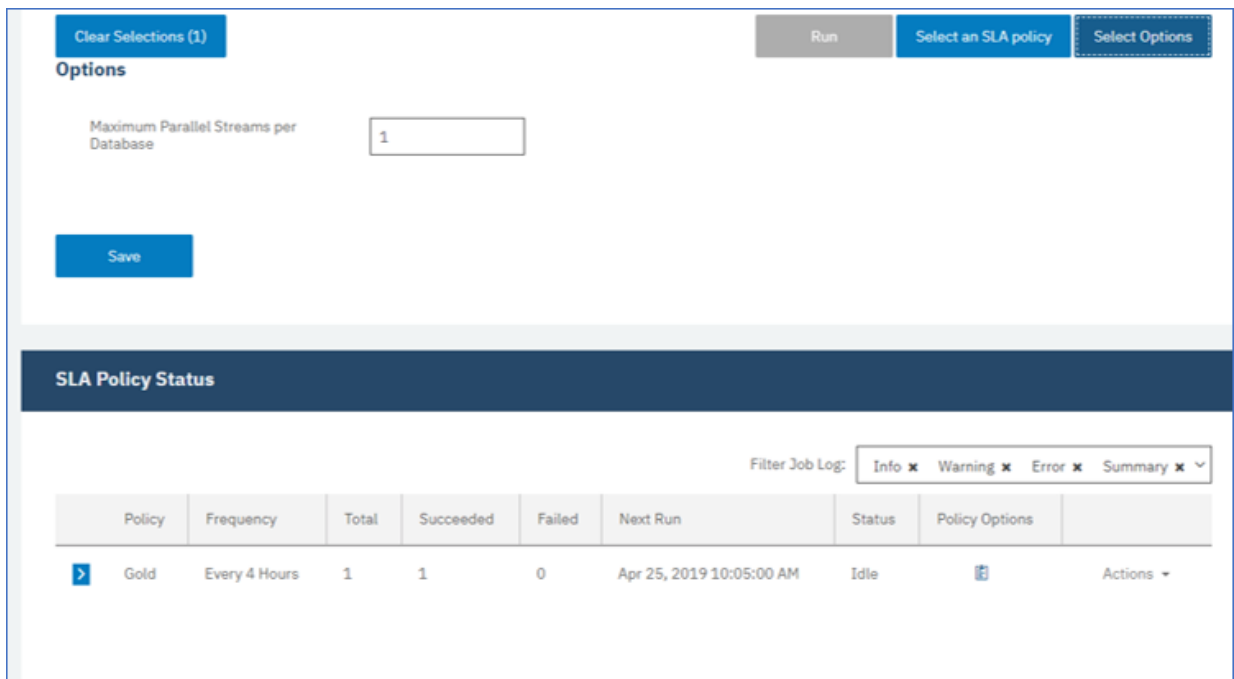 Clear Selections (1)
Run
Select an SLA policy
Select Options
Options
Maximum Parallel Streams per
Database
1
Save
SLA Policy Status
Filter Job Log:
Info × Warning × Error × Summary ×
Policy Frequency Total Succeeded Failed Next Run Status Policy Options
Gold Every 4 Hours 1 1 0 Apr 25, 2019 10:05:00 AM Idle Actions